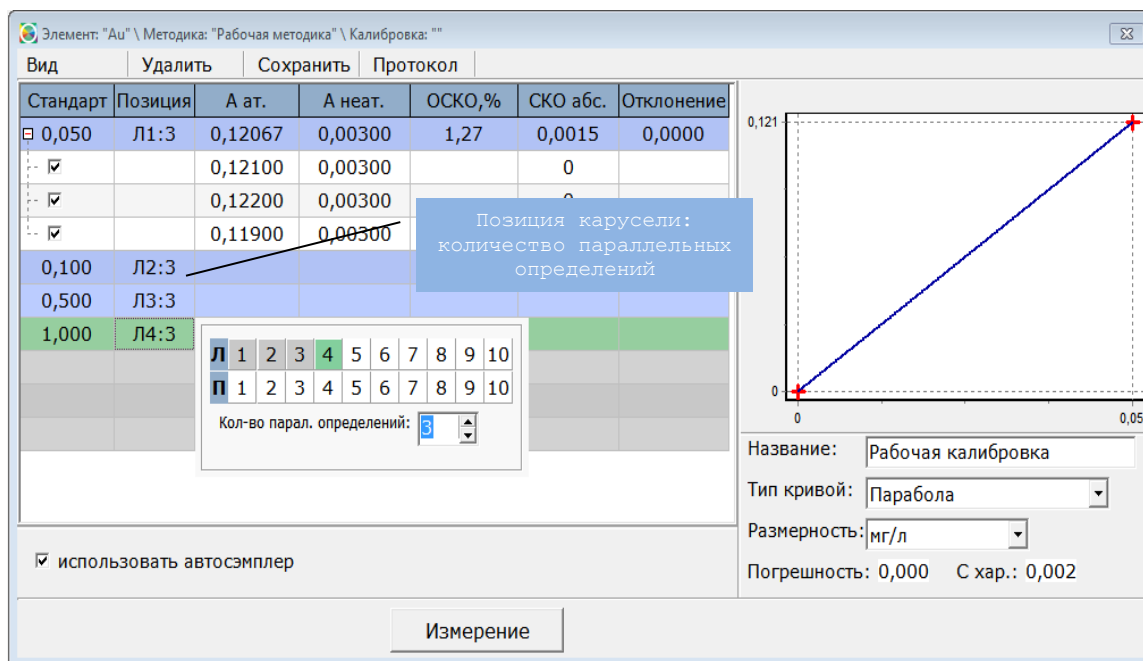 Элемент: "Au" \ Методика: "Рабочая методика" \ Калибровка: ""
Вид Удалить Сохранить Протокол
Стандарт Позиция А ат. А неат. ОСКО,% СКО абс. Отклонение
0,050 Л1:3 0,12067 0,00300 1,27 0,0015 0,0000
0,12100 0,00300 0
0,12200 0,00300
0,11900 0,00300
Позиция карусели:
количество параллельных
определений
0,100 Л2:3
0,500 Л3:3
1,000 Л4:3
Л 1 2 3 4 5 6 7 8 9 10
П 1 2 3 4 5 6 7 8 9 10
Кол-во парал. определений: 3
использовать автосэмплер
0,121
0
0 0,05
Название: Рабочая калибровка
Тип кривой: Парабола
Размерность: мг/л
Погрешность: 0,000 С хар.: 0,002
Измерение